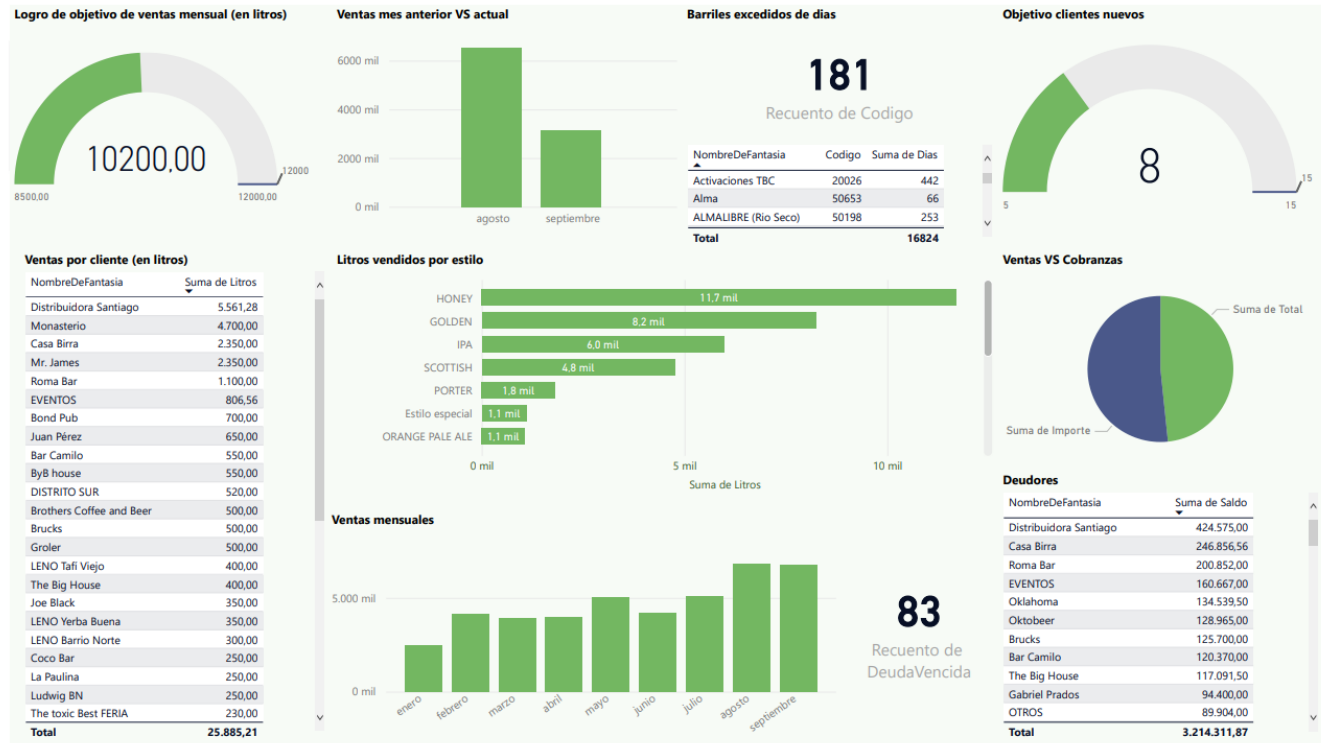 Logro de objetivo de ventas mensual (en litros)
10200,00
8500,00
12000,00
12000
Ventas mes anterior VS actual
6000 mil
4000 mil
2000 mil
0 mil
agosto septiembre
Barriles excedidos de dias
181
Recuento de Codigo
NombreDeFantasia Codigo Suma de Dias
Activaciones TBC 20026 442
Alma 50653 66
ALMALIBRE (Rio Seco) 50198 253
Total 16824
Objetivo clientes nuevos
8
5
15
15
Ventas por cliente (en litros)
NombreDeFantasia Suma de Litros
Distribuidora Santiago 5.561,28
Monasterio 4.700,00
Casa Birra 2.350,00
Mr. James 2.350,00
Roma Bar 1.100,00
EVENTOS 806,56
Bond Pub 700,00
Juan Pérez 650,00
Bar Camilo 550,00
ByB house 550,00
DISTRITO SUR 520,00
Brothers Coffee and Beer 500,00
Brucks 500,00
Groler 500,00
LENO Tafi Viejo 400,00
The Big House 400,00
Joe Black 350,00
LENO Yerba Buena 350,00
LENO Barrio Norte 300,00
Coco Bar 250,00
La Paulina 250,00
Ludwig BN 250,00
The toxic Best FERIA 230,00
Total 25.885,21
Litros vendidos por estilo
HONEY 11,7 mil
GOLDEN 8,2 mil
IPA 6,0 mil
SCOTTISH 4,8 mil
PORTER 1,8 mil
Estilo especial 1,1 mil
ORANGE PALE ALE 1,1 mil
0 mil 5 mil 10 mil
Suma de Litros
Ventas mensuales
5.000 mil
0 mil
enero febrero marzo abril mayo junio julio agosto septiembre
83
Recuento de
DeudaVencida
Ventas VS Cobranzas
Suma de Total
Suma de Importe
Deudores
NombreDeFantasia Suma de Saldo
Distribuidora Santiago 424.575,00
Casa Birra 246.856,56
Roma Bar 200.852,00
EVENTOS 160.667,00
Oklahoma 134.539,50
Oktobeer 128.965,00
Brucks 125.700,00
Bar Camilo 120.370,00
The Big House 117.091,50
Gabriel Prados 94.400,00
OTROS 89.904,00
Total 3.214.311,87